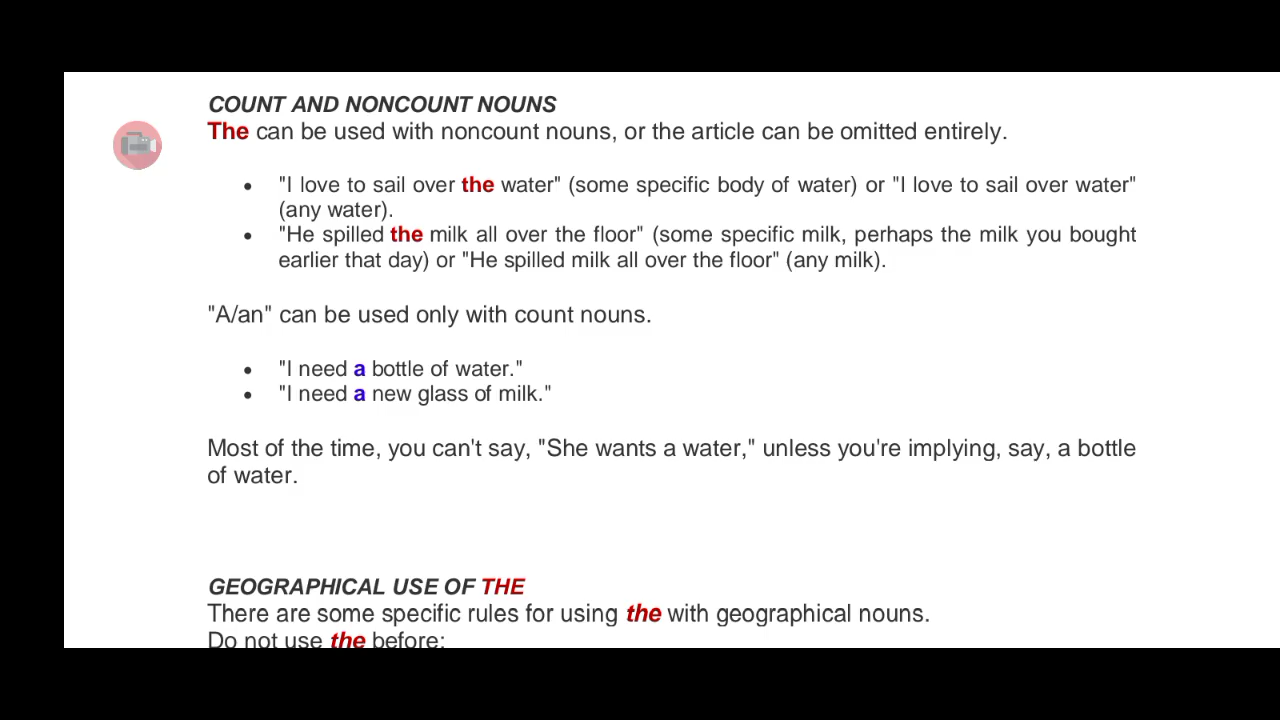 COUNT AND NONCOUNT NOUNS
The can be used with noncount nouns, or the article can be omitted entirely.
• "I love to sail over the water" (some specific body of water) or "I love to sail over water"
(any water).
• "He spilled the milk all over the floor" (some specific milk, perhaps the milk you bought
earlier that day) or "He spilled milk all over the floor" (any milk).
"A/an" can be used only with count nouns.
• "I need a bottle of water."
• "I need a new glass of milk."
Most of the time, you can't say, "She wants a water," unless you're implying, say, a bottle
of water.
GEOGRAPHICAL USE OF THE
There are some specific rules for using the with geographical nouns.
Do not use the before: